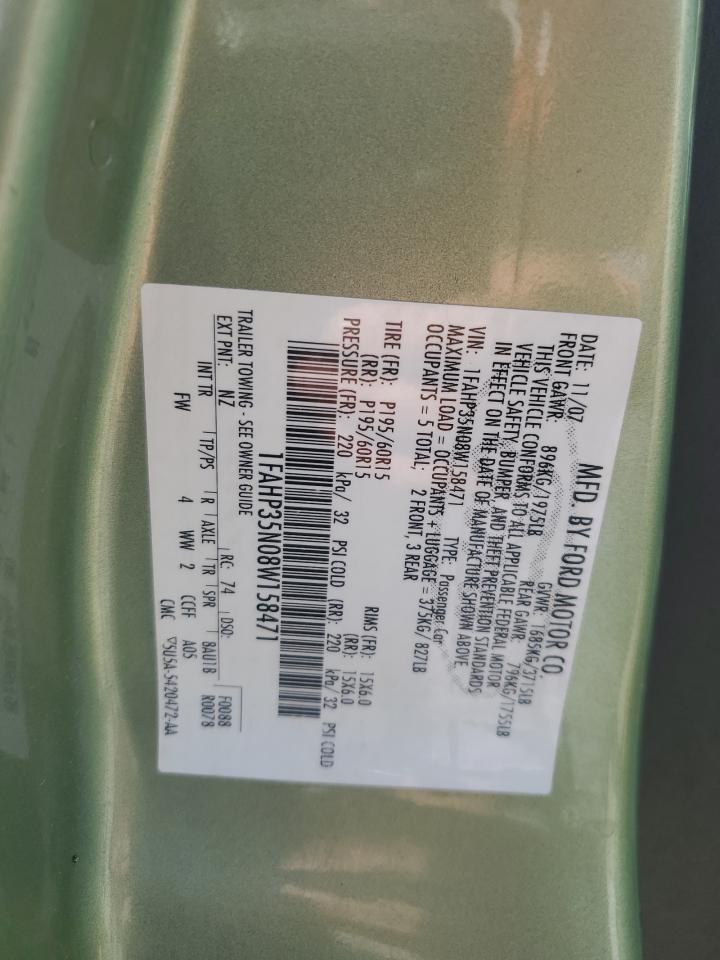 MFD. BY FORD MOTOR CO.
DATE: 11/07 GVWR: 1685KG/3715LB
FRONT GAWR: 896KG/1975LB REAR GAWR: 796KG/1755LB
THIS VEHICLE CONFORMS TO ALL APPLICABLE FEDERAL MOTOR
VEHICLE SAFETY, BUMPER, AND THEFT PREVENTION STANDARDS
IN EFFECT ON THE DATE OF MANUFACTURE SHOWN ABOVE.
VIN: 1FAHP35N08W158471 TYPE: Passenger Car
MAXIMUM LOAD = OCCUPANTS + LUGGAGE = 375KG/827LB
OCCUPANTS = 5 TOTAL; 2 FRONT, 3 REAR
TIRE (FR): P195/60R15 RIMS (FR): 15X6.0
(RR): P195/60R15 (RR): 15X6.0
PRESSURE (FR): 220 kPa/ 32 PSI COLD (RR): 220 kPa/ 32 PSI COLD
1FAHP35N08W158471
TRAILER TOWING - SEE OWNER GUIDE
EXT PNT: NZ RC: 74 DSO: F0088
INT TR TP/PS R AXLE TR SPR BAU1B R0078
FW 4 WW 2 CCFF A05
CMC 5U5A-5420472-AA